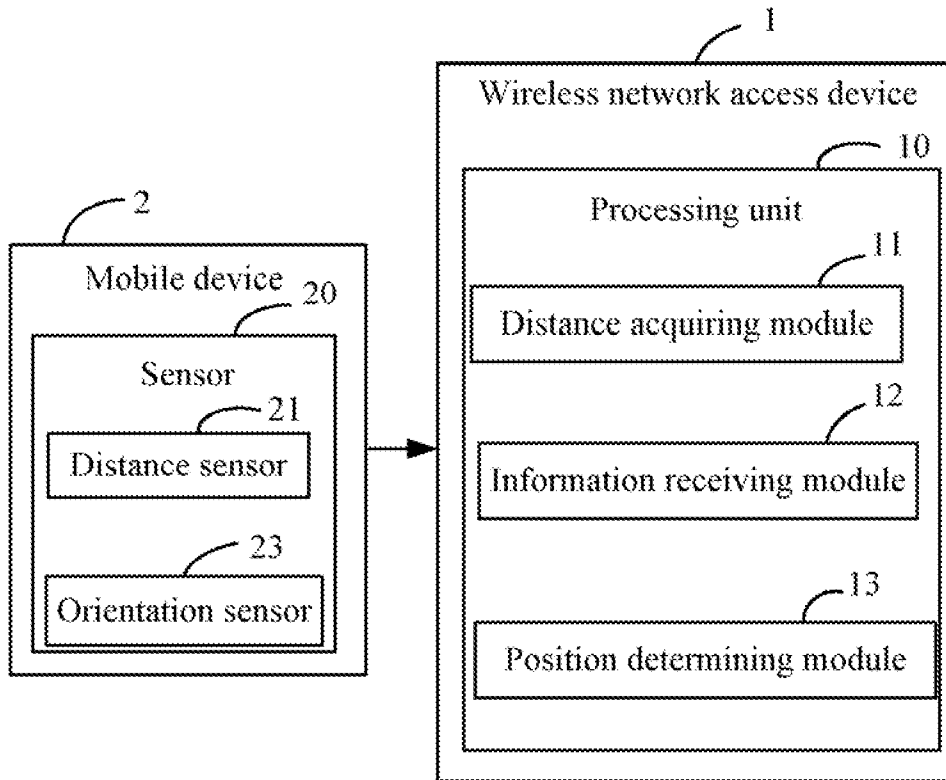 1
Wireless network access device
10
Processing unit
11
Distance acquiring module
12
Information receiving module
13
Position determining module
2
Mobile device
20
Sensor
21
Distance sensor
23
Orientation sensor